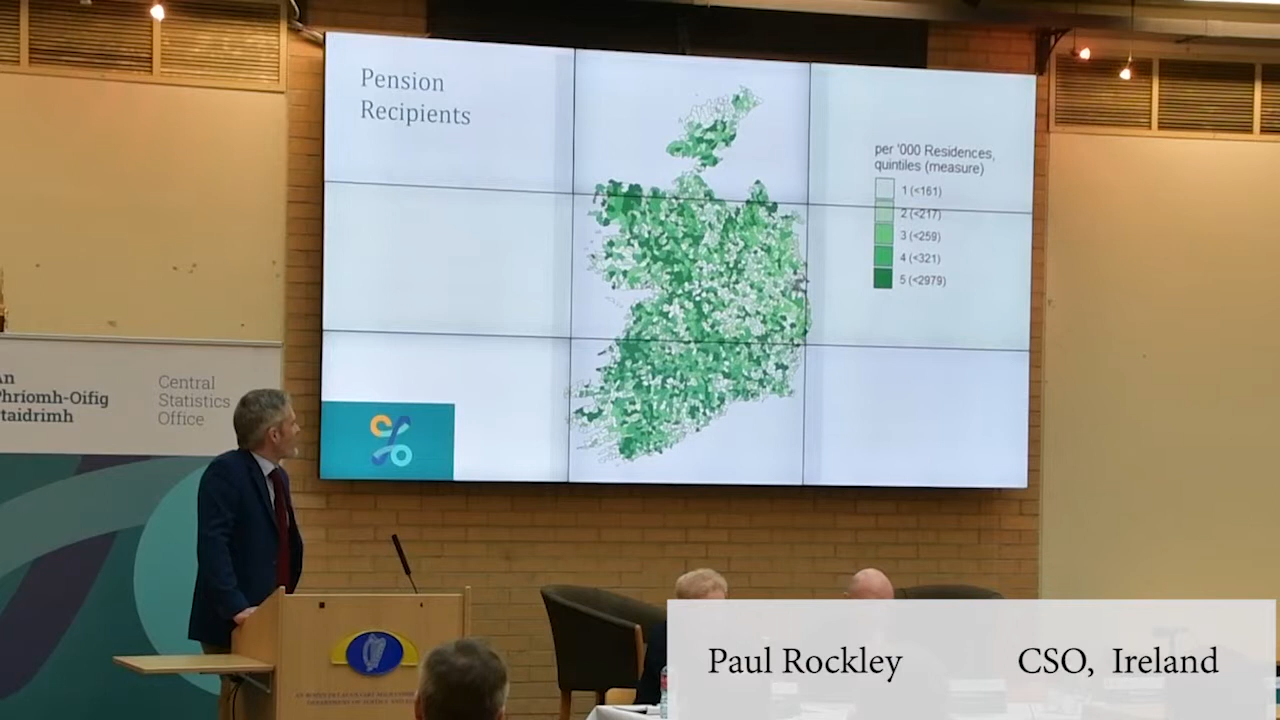 Pension
Recipients
per '000 Residences,
quintiles (measure)
1 (<161)
2 (<217)
3 (<259)
4 (<321)
5 (<2979)
An
Phríomh-Oifig
Staidrimh
Central
Statistics
Office
Paul Rockley CSO, Ireland